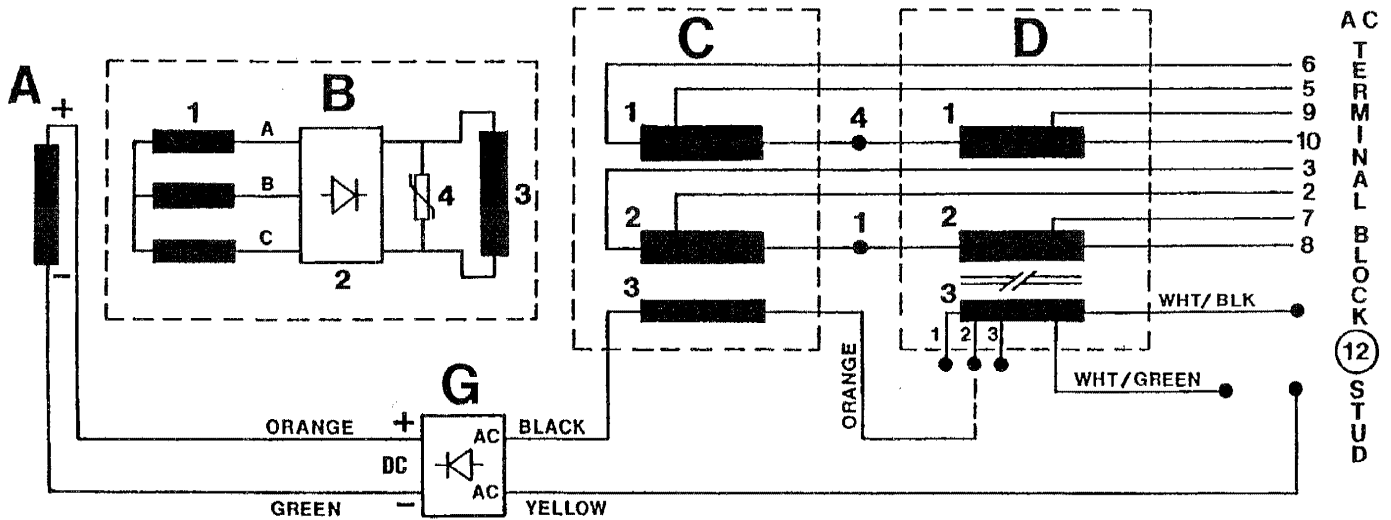 A
+
−
B
1
A
B
C
2
4
3
C
1
2
3
4
1
D
1
2
3
1 2 3
6
5
9
10
3
2
7
8
WHT/BLK
WHT/GREEN
AC
TERMINAL BLOCK
12
STUD
G
ORANGE
+
AC
BLACK
DC
AC
GREEN
−
YELLOW
ORANGE